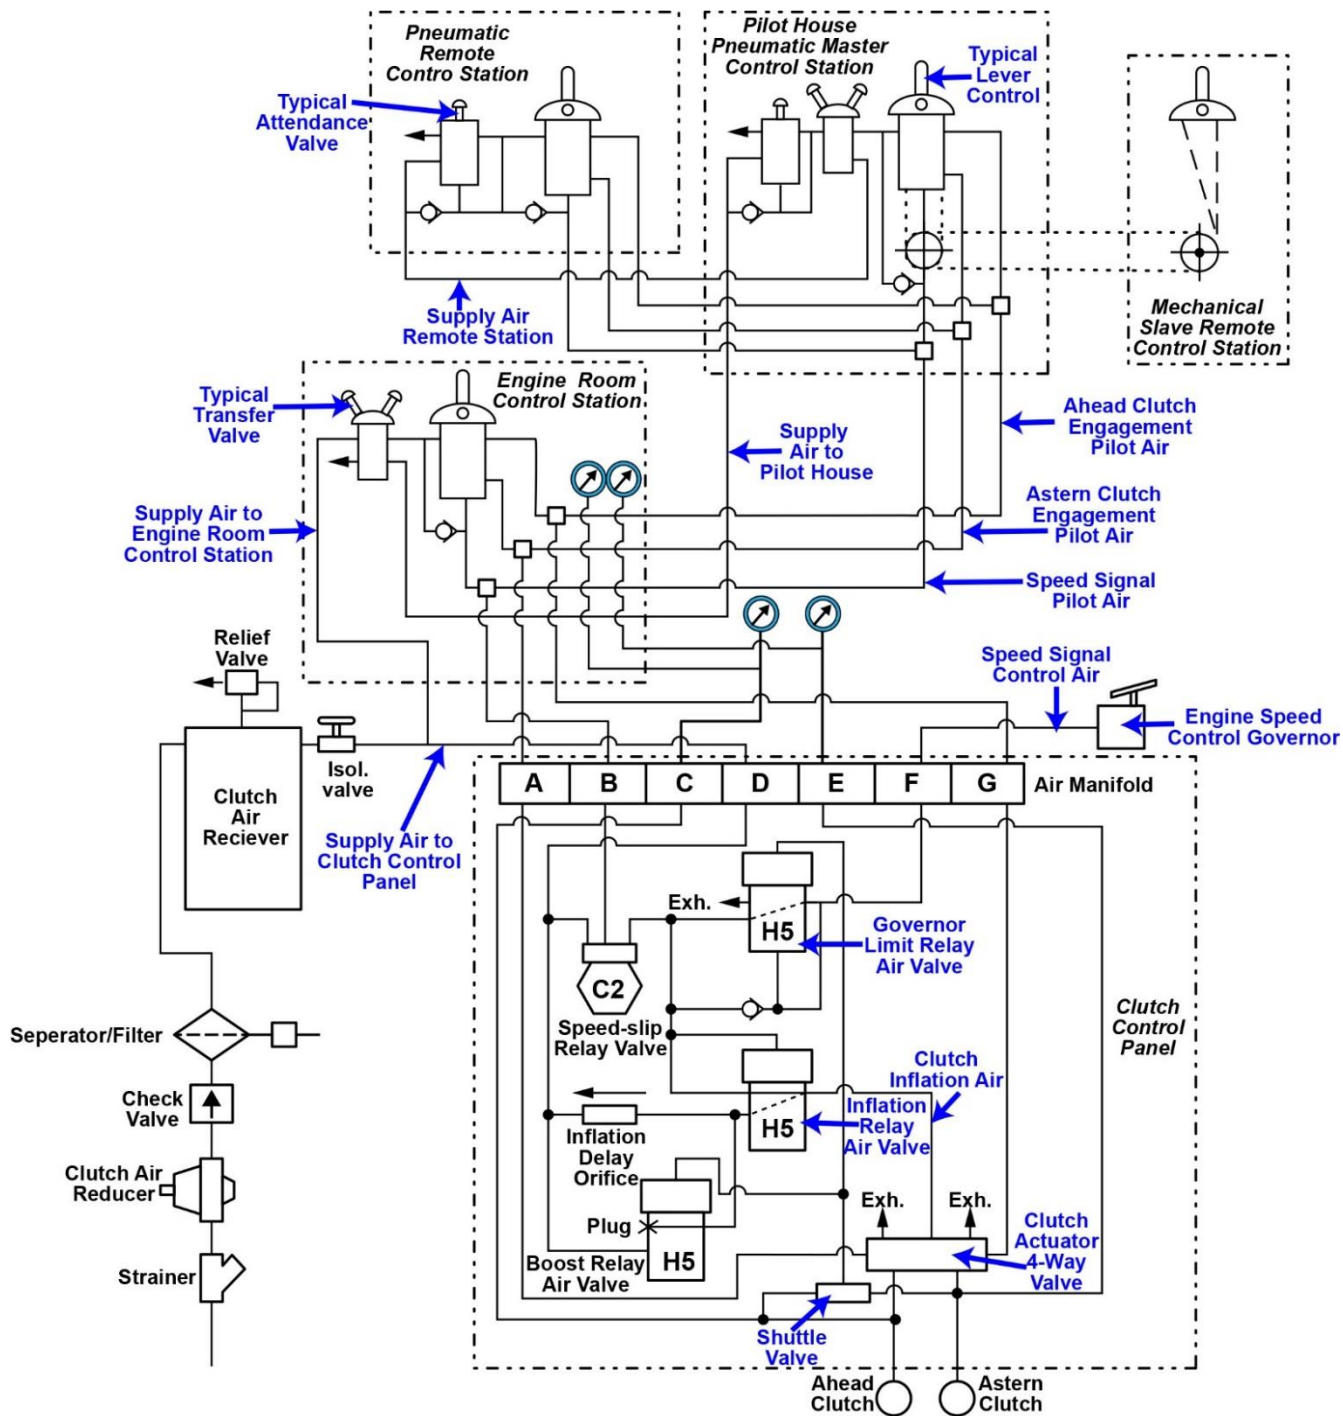 Pneumatic
Remote
Contro Station
Pilot House
Pneumatic Master
Control Station
Typical
Lever
Control
Typical
Attendance
Valve
Supply Air
Remote Station
Mechanical
Slave Remote
Control Station
Engine Room
Control Station
Typical
Transfer
Valve
Supply
Air to
Pilot House
Ahead Clutch
Engagement
Pilot Air
Supply Air to
Engine Room
Control Station
Astern Clutch
Engagement
Pilot Air
Speed Signal
Pilot Air
Relief
Valve
Speed Signal
Control Air
Engine Speed
Control Governor
Isol.
valve
Clutch
Air
Reciever
A B C D E F G
Air Manifold
Supply Air to
Clutch Control
Panel
Exh.
H5
Governor
Limit Relay
Air Valve
C2
Speed-slip
Relay Valve
Clutch
Control
Panel
Seperator/Filter
Check
Valve
Clutch
Inflation Air
H5
Inflation
Relay
Air Valve
Inflation
Delay
Orifice
Clutch Air
Reducer
Plug
H5
Boost Relay
Air Valve
Exh.
Exh.
Clutch
Actuator
4-Way
Valve
Strainer
Shuttle
Valve
Ahead
Clutch
Astern
Clutch